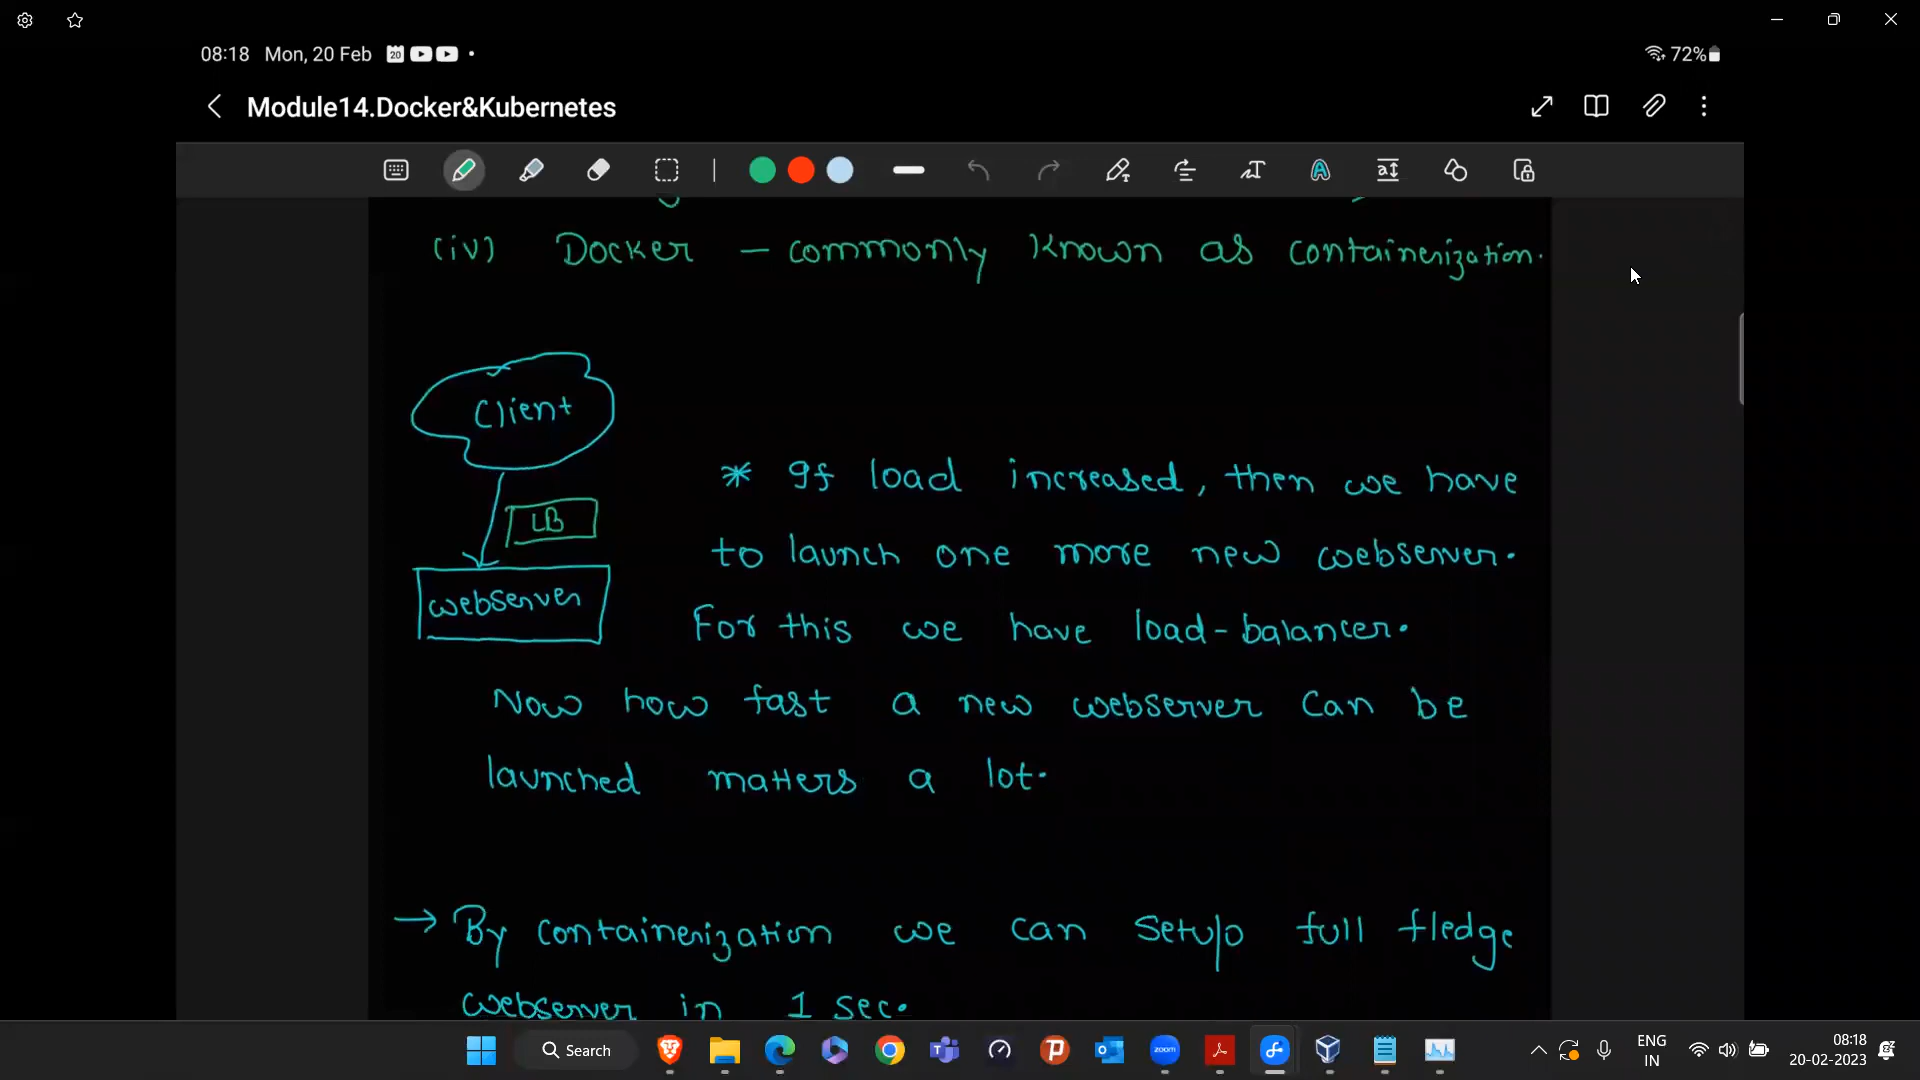 08:18 Mon, 20 Feb 20
72%
Module14.Docker&Kubernetes
(iv) Docker - commonly known as containerization.
Client
LB
webserver
* If load increased, then we have
to launch one more new webserver.
For this we have load-balancer.
Now how fast a new webserver can be
launched matters a lot.
→ By containerization we can setup full fledge
webserver in 1 sec.
Search
zoom
ENG
IN
08:18
20-02-2023